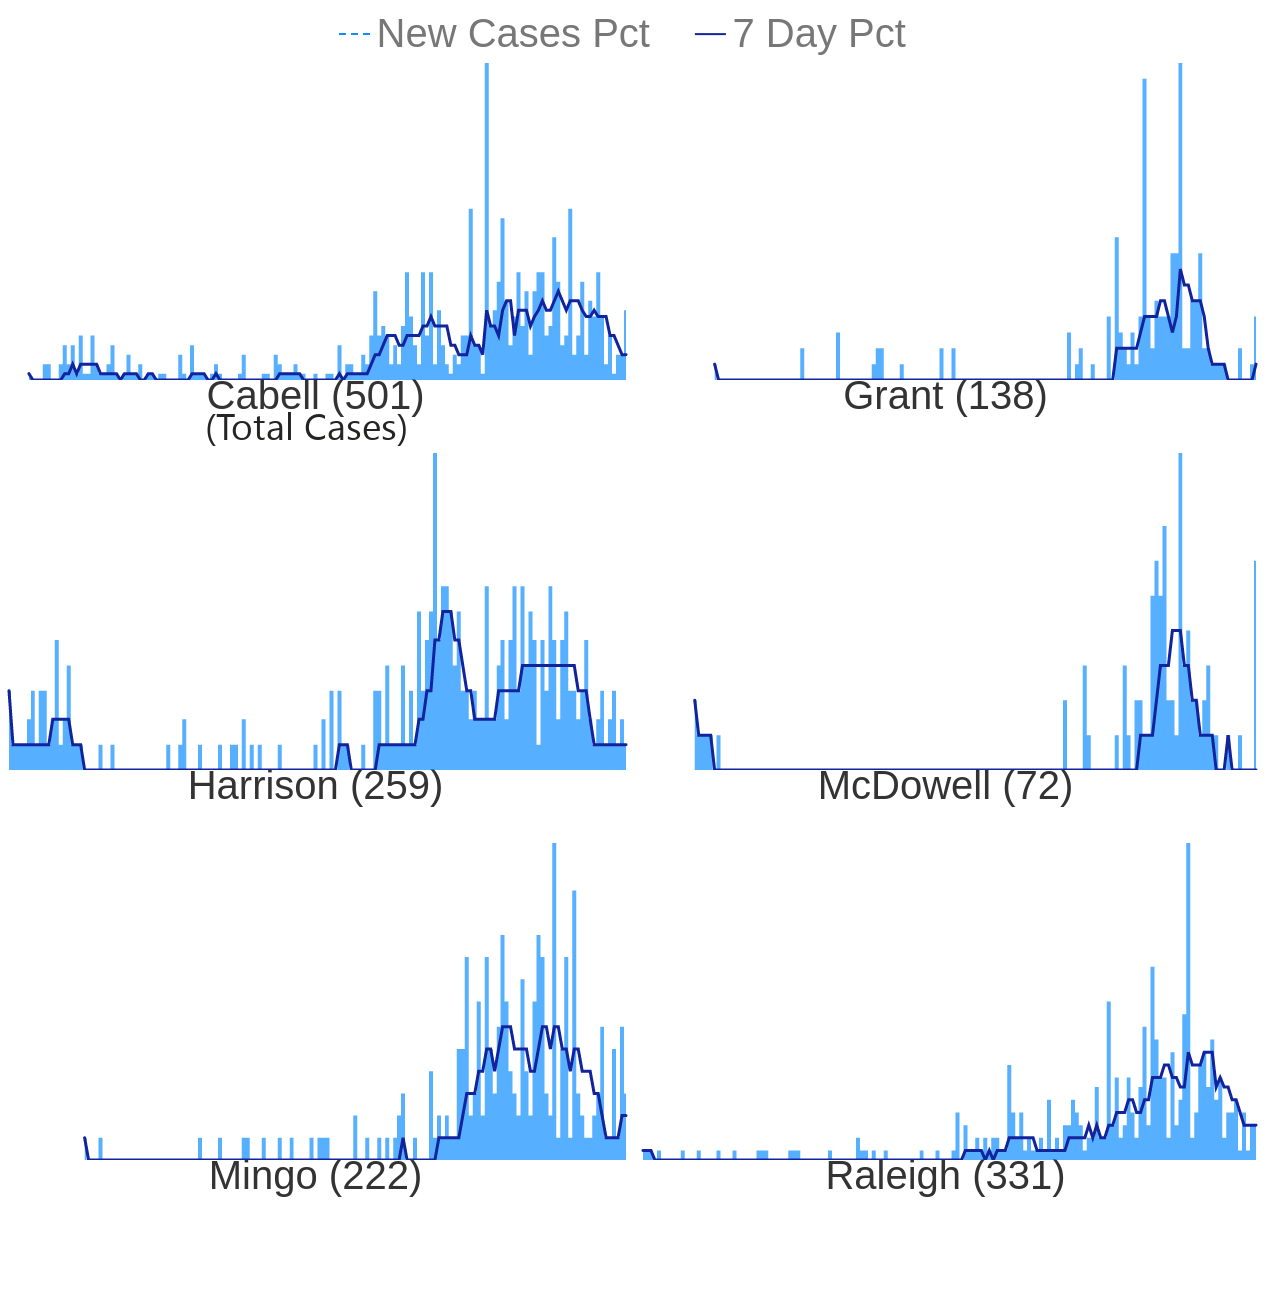 New Cases Pct 7 Day Pct
Cabell (501) Grant (138)
(Total Cases)
Harrison (259) McDowell (72)
Mingo (222) Raleigh (331)